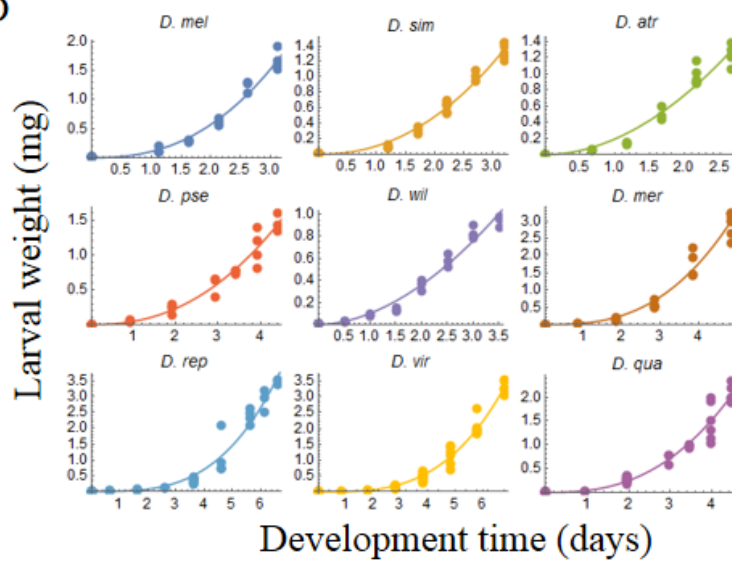 Larval weight (mg)
D. mel
2.0
1.5
1.0
0.5
0.5 1.0 1.5 2.0 2.5 3.0
D. sim
1.4
1.2
1.0
0.8
0.6
0.4
0.2
0.5 1.0 1.5 2.0 2.5 3.0
D. atr
1.4
1.2
1.0
0.8
0.6
0.4
0.2
0.5 1.0 1.5 2.0 2.5
D. pse
1.5
1.0
0.5
1 2 3 4
D. wil
1.0
0.8
0.6
0.4
0.2
0.5 1.0 1.5 2.0 2.5 3.0 3.5
D. mer
3.0
2.5
2.0
1.5
1.0
0.5
1 2 3 4
D. rep
3.5
3.0
2.5
2.0
1.5
1.0
0.5
1 2 3 4 5 6
D. vir
3.5
3.0
2.5
2.0
1.5
1.0
0.5
1 2 3 4 5 6
D. qua
2.0
1.5
1.0
0.5
1 2 3 4
Development time (days)